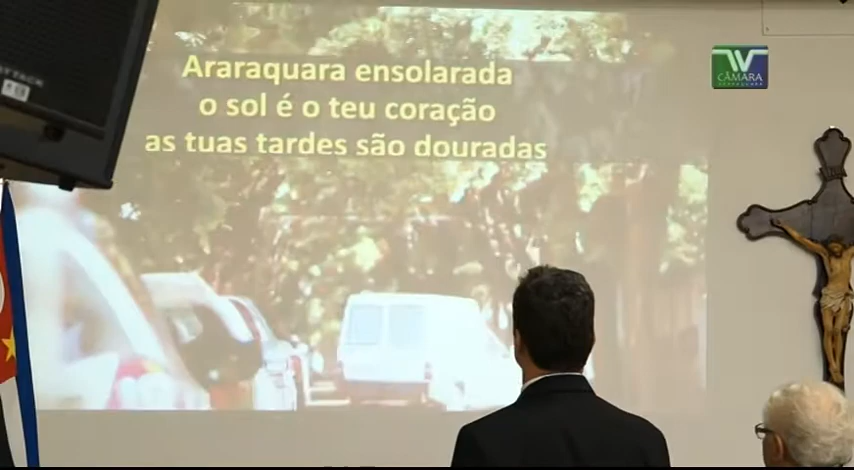 Araraquara ensolarada
o sol é o teu coração
as tuas tardes são douradas
TV
CÂMARA